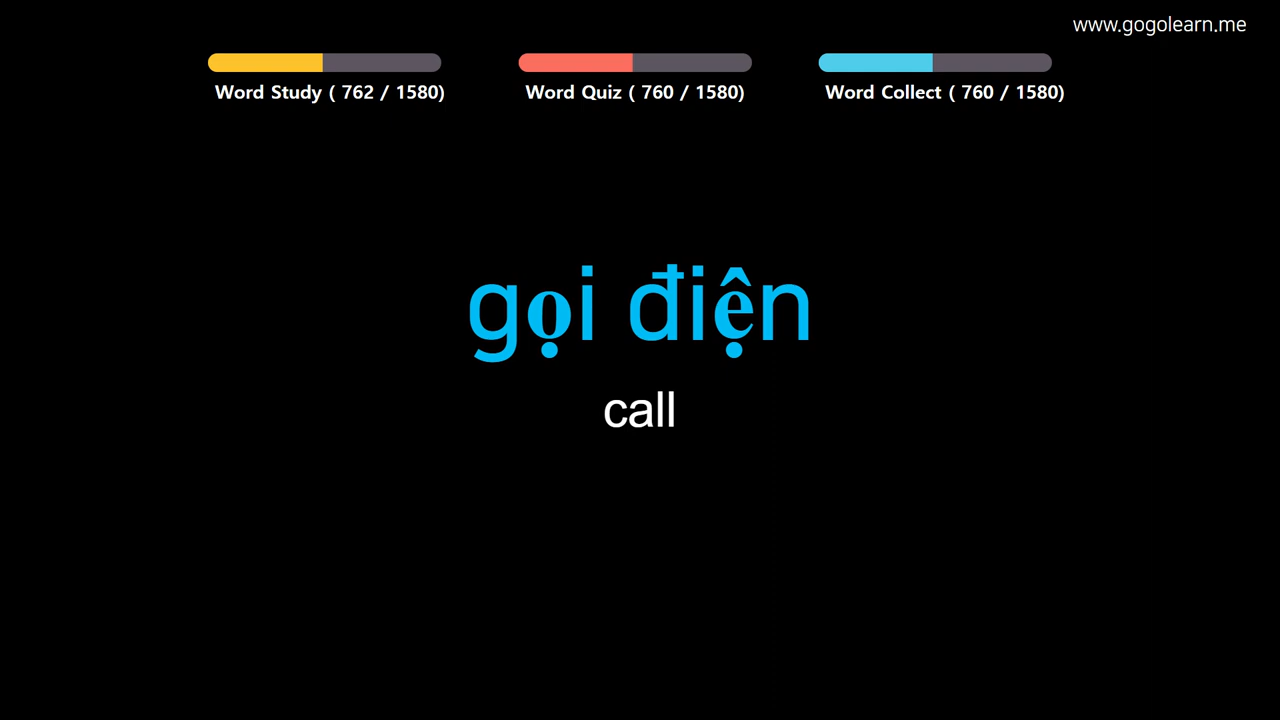 www.gogolearn.me
Word Study ( 762 / 1580)
Word Quiz ( 760 / 1580)
Word Collect ( 760 / 1580)
gọi điện
call